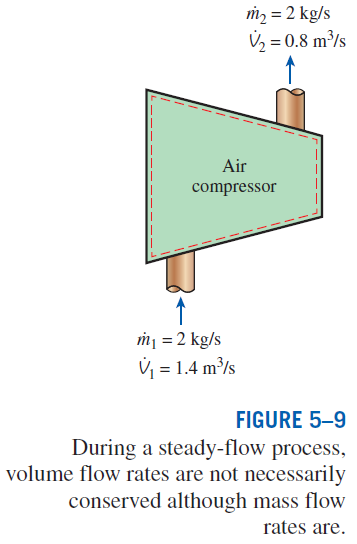 ṁ₂ = 2 kg/s
V̇₂ = 0.8 m³/s
Air
compressor
ṁ₁ = 2 kg/s
V̇₁ = 1.4 m³/s
FIGURE 5–9
During a steady-flow process,
volume flow rates are not necessarily
conserved although mass flow
rates are.